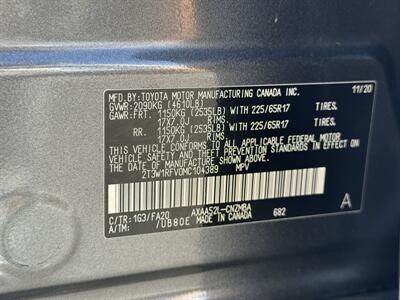 MFD.BY:TOYOTA MOTOR MANUFACTURING CANADA INC. 11/20
GVWR:2090KG (4610LB)
GAWR:FRT. 1150KG (2535LB) WITH 225/65R17 TIRES.
17X7.0J RIMS.
RR. 1150KG (2535LB) WITH 225/65R17 TIRES.
17X7.0J RIMS.
THIS VEHICLE CONFORMS TO ALL APPLICABLE FEDERAL MOTOR
VEHICLE SAFETY AND THEFT PREVENTION STANDARDS IN EFFECT ON
THE DATE OF MANUFACTURE SHOWN ABOVE.
2T3W1RFV0MC104389 MPV
C/TR:1G3/FA20 AXAA52L-CNZMBA A
A/TM: /UB80E MADE IN CANADA 682